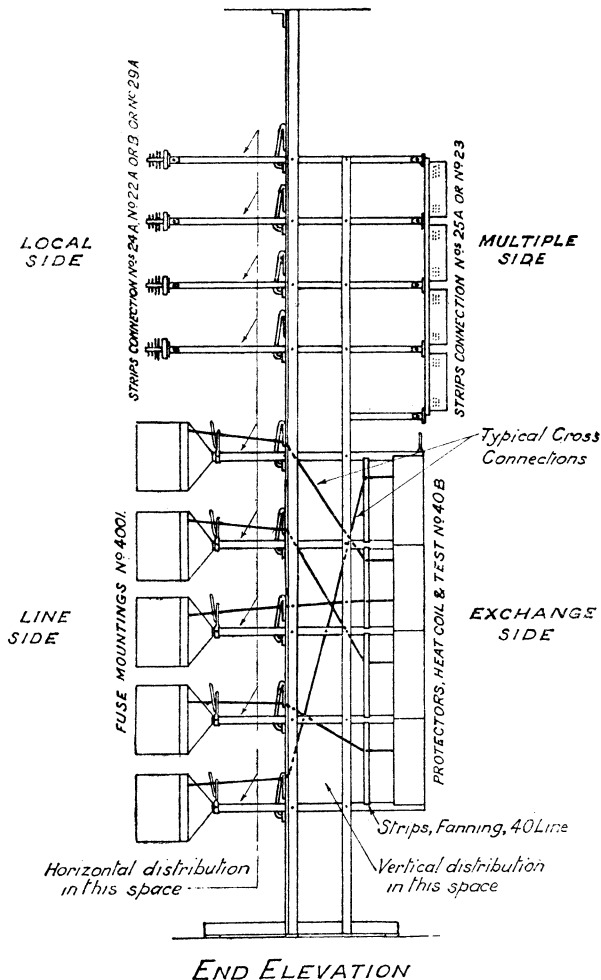 STRIPS CONNECTION Nos 24A, No 22A OR B OR No 29A
LOCAL
SIDE
STRIPS CONNECTION Nos 25A OR No 23
MULTIPLE
SIDE
Typical Cross
Connections
FUSE MOUNTINGS No 4001.
LINE
SIDE
PROTECTORS, HEAT COIL & TEST No 40B
EXCHANGE
SIDE
Strips, Fanning, 40 Line
Horizontal distribution
in this space
Vertical distribution
in this space
END ELEVATION